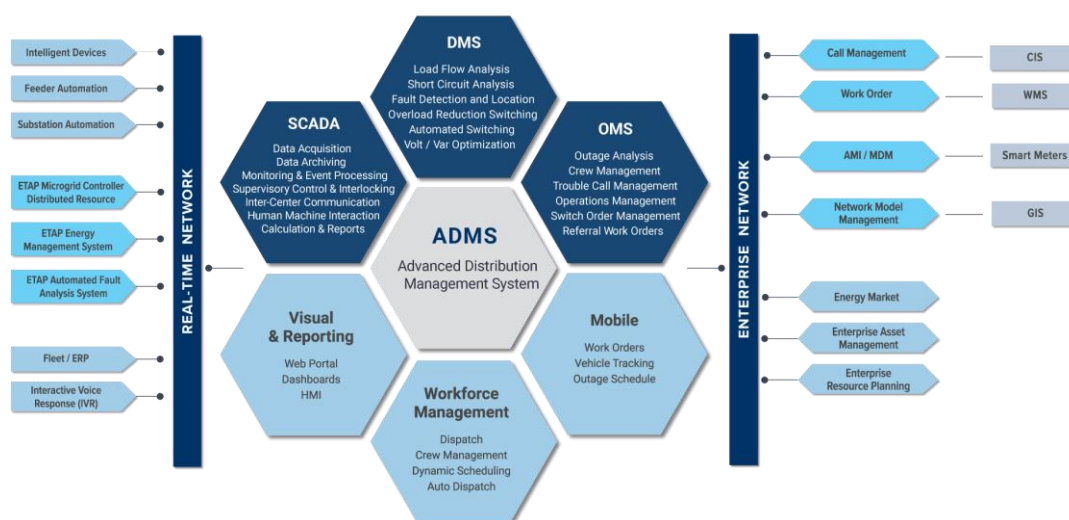 Intelligent Devices
Feeder Automation
Substation Automation
ETAP Microgrid Controller
Distributed Resource
ETAP Energy
Management System
ETAP Automated Fault
Analysis System
Fleet / ERP
Interactive Voice
Response (IVR)
REAL-TIME NETWORK
SCADA
Data Acquisition
Data Archiving
Monitoring & Event Processing
Supervisory Control & Interlocking
Inter-Center Communication
Human Machine Interaction
Calculation & Reports
DMS
Load Flow Analysis
Short Circuit Analysis
Fault Detection and Location
Overload Reduction Switching
Automated Switching
Volt / Var Optimization
OMS
Outage Analysis
Crew Management
Trouble Call Management
Operations Management
Switch Order Management
Referral Work Orders
ADMS
Advanced Distribution
Management System
Visual
& Reporting
Web Portal
Dashboards
HMI
Workforce
Management
Dispatch
Crew Management
Dynamic Scheduling
Auto Dispatch
Mobile
Work Orders
Vehicle Tracking
Outage Schedule
ENTERPRISE NETWORK
Call Management
CIS
Work Order
WMS
AMI / MDM
Smart Meters
Network Model
Management
GIS
Energy Market
Enterprise Asset
Management
Enterprise
Resource Planning